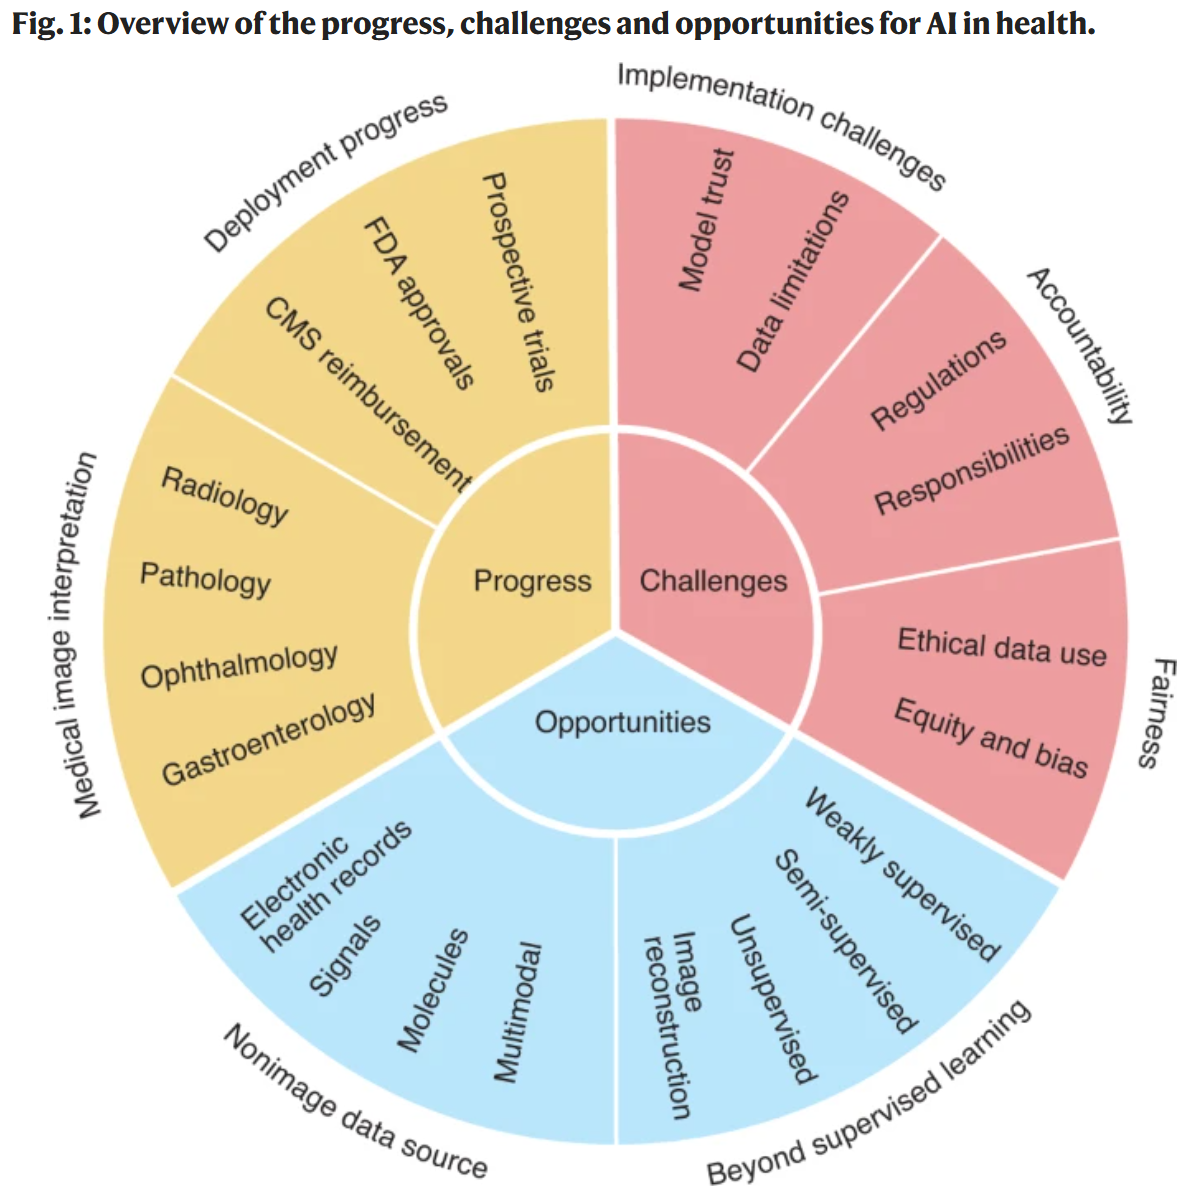 Fig. 1: Overview of the progress, challenges and opportunities for AI in health.
Implementation challenges
Model trust
Data limitations
Accountability
Regulations
Responsibilities
Fairness
Ethical data use
Equity and bias
Challenges
Deployment progress
Prospective trials
FDA approvals
CMS reimbursement
Medical image interpretation
Radiology
Pathology
Ophthalmology
Gastroenterology
Progress
Opportunities
Nonimage data source
Electronic
health records
Signals
Molecules
Multimodal
Beyond supervised learning
Image
reconstruction
Unsupervised
Semi-supervised
Weakly supervised